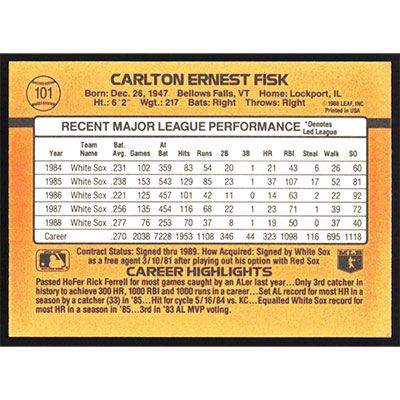 101
CARLTON ERNEST FISK
Born: Dec. 26, 1947 Bellows Falls, VT Home: Lockport, IL
Ht.: 6'2" Wgt.: 217 Bats: Right Throws: Right
©1988 LEAF, INC
Printed in USA
RECENT MAJOR LEAGUE PERFORMANCE *Denotes Led League
Year Team Name Bat. Avg. Games At Bat Hits Runs 2B 3B HR RBI Steal Walk SO
1984 White Sox .231 102 359 83 54 20 1 21 43 6 26 60
1985 White Sox .238 153 543 129 85 23 1 37 107 17 52 81
1986 White Sox .221 125 457 101 42 11 0 14 63 2 22 92
1987 White Sox .256 135 454 116 68 22 1 23 71 1 39 72
1988 White Sox .277 76 253 70 37 8 1 19 50 0 37 40
Career .270 2038 7228 1953 1108 346 44 323 1098 116 695 1118
Contract Status: Signed thru 1989. How Acquired: Signed by White Sox
as a free agent 3/10/81 after playing out his option with Red Sox
CAREER HIGHLIGHTS
Passed HoFer Rick Ferrell for most games caught by an ALer last year...Only 3rd catcher in
history to achieve 300 HR, 1000 RBI and 1000 runs in a career...Set AL record for most HR in
season by a catcher (33) in '85...Hit for cycle 5/16/84 vs. KC...Equalled White Sox record for
most HR in a season in '85...3rd in '83 AL MVP voting.